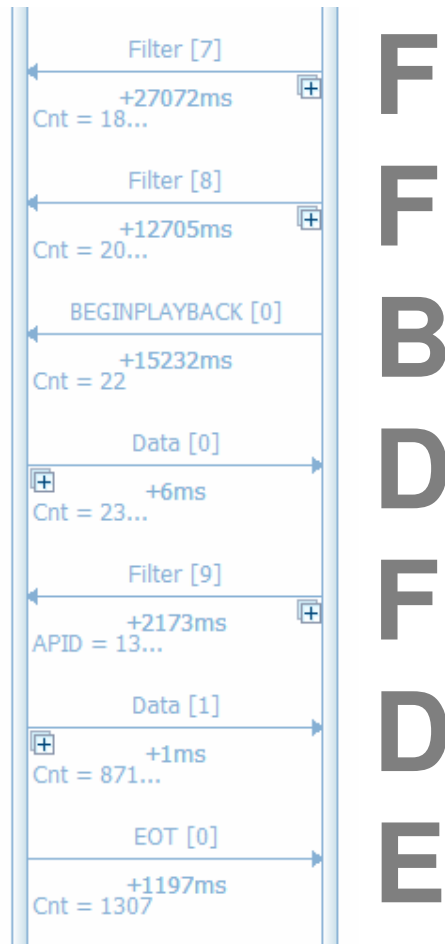 Filter [7]
F
+27072ms
Cnt = 18...
Filter [8]
F
+12705ms
Cnt = 20...
BEGINPLAYBACK [0]
B
+15232ms
Cnt = 22
Data [0]
D
+6ms
Cnt = 23...
Filter [9]
F
+2173ms
APID = 13...
Data [1]
D
+1ms
Cnt = 871...
EOT [0]
E
+1197ms
Cnt = 1307